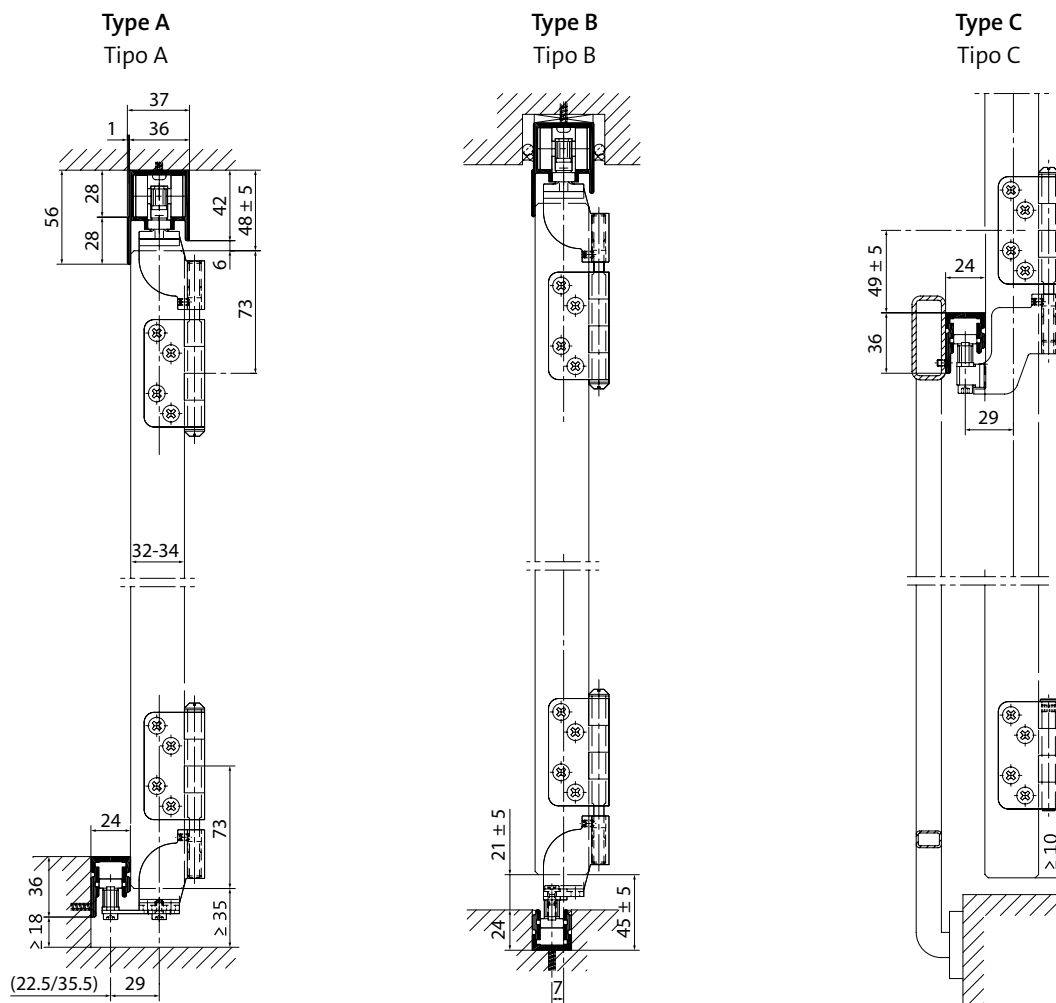 Type A
Tipo A
37
1
36
56
28
28
42
48 ± 5
6
73
32-34
24
36
≥ 18
73
≥ 35
(22.5/35.5)
29
Type B
Tipo B
21 ± 5
24
45 ± 5
7
Type C
Tipo C
49 ± 5
24
36
29
≥ 10